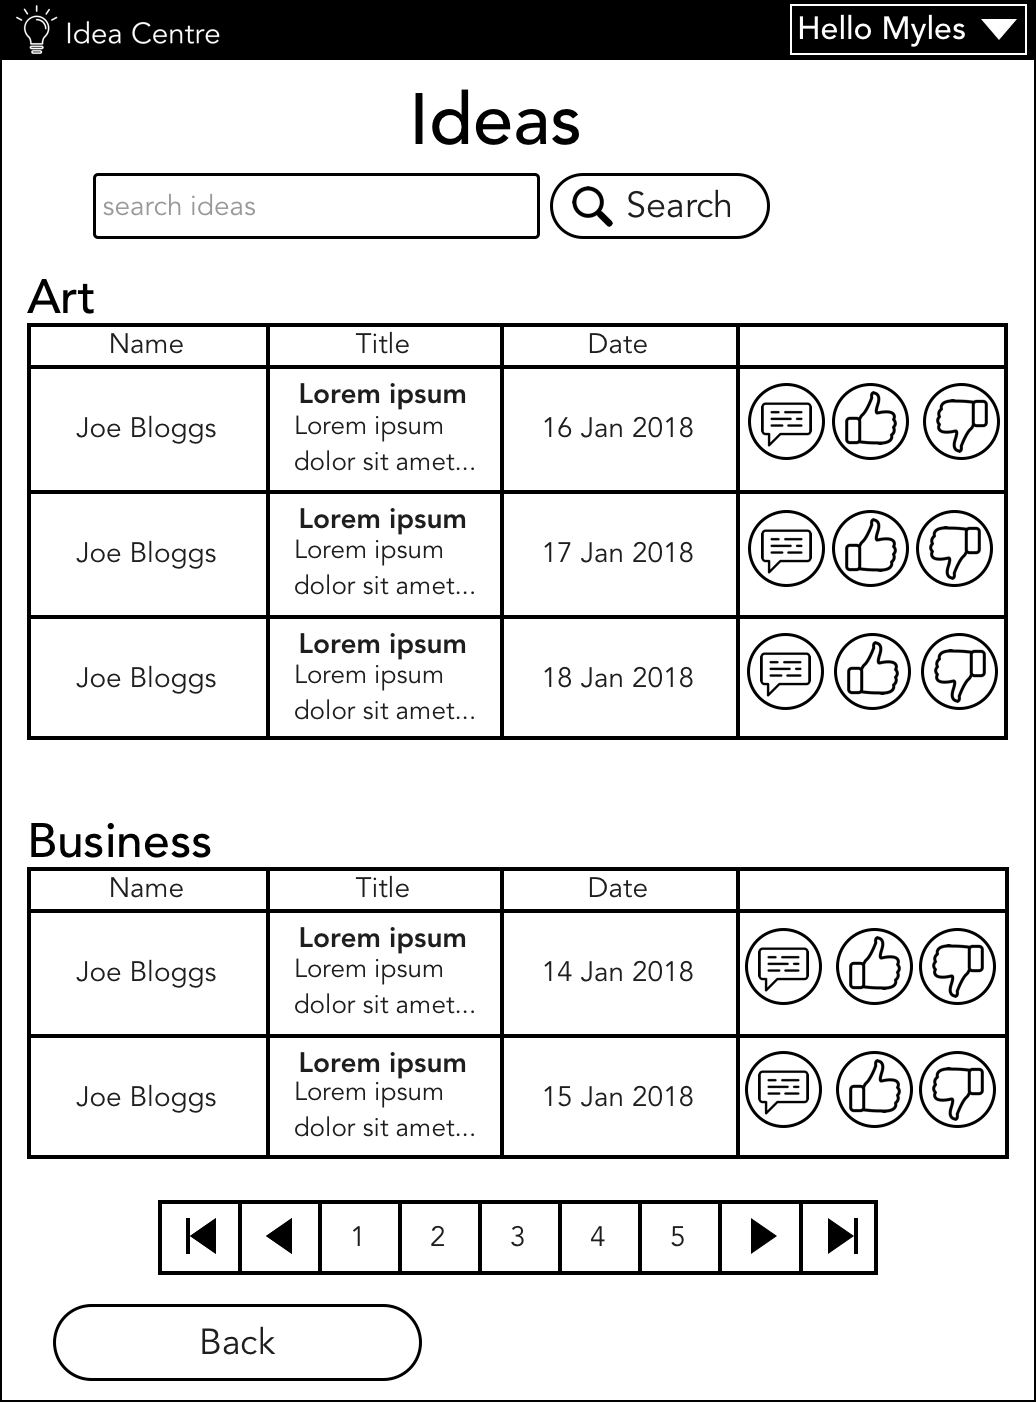 Idea Centre
Hello Myles
Ideas
search ideas
Search
Art
Name Title Date
Joe Bloggs
Lorem ipsum
Lorem ipsum
dolor sit amet...
16 Jan 2018
Joe Bloggs
Lorem ipsum
Lorem ipsum
dolor sit amet...
17 Jan 2018
Joe Bloggs
Lorem ipsum
Lorem ipsum
dolor sit amet...
18 Jan 2018
Business
Name Title Date
Joe Bloggs
Lorem ipsum
Lorem ipsum
dolor sit amet...
14 Jan 2018
Joe Bloggs
Lorem ipsum
Lorem ipsum
dolor sit amet...
15 Jan 2018
1 2 3 4 5
Back